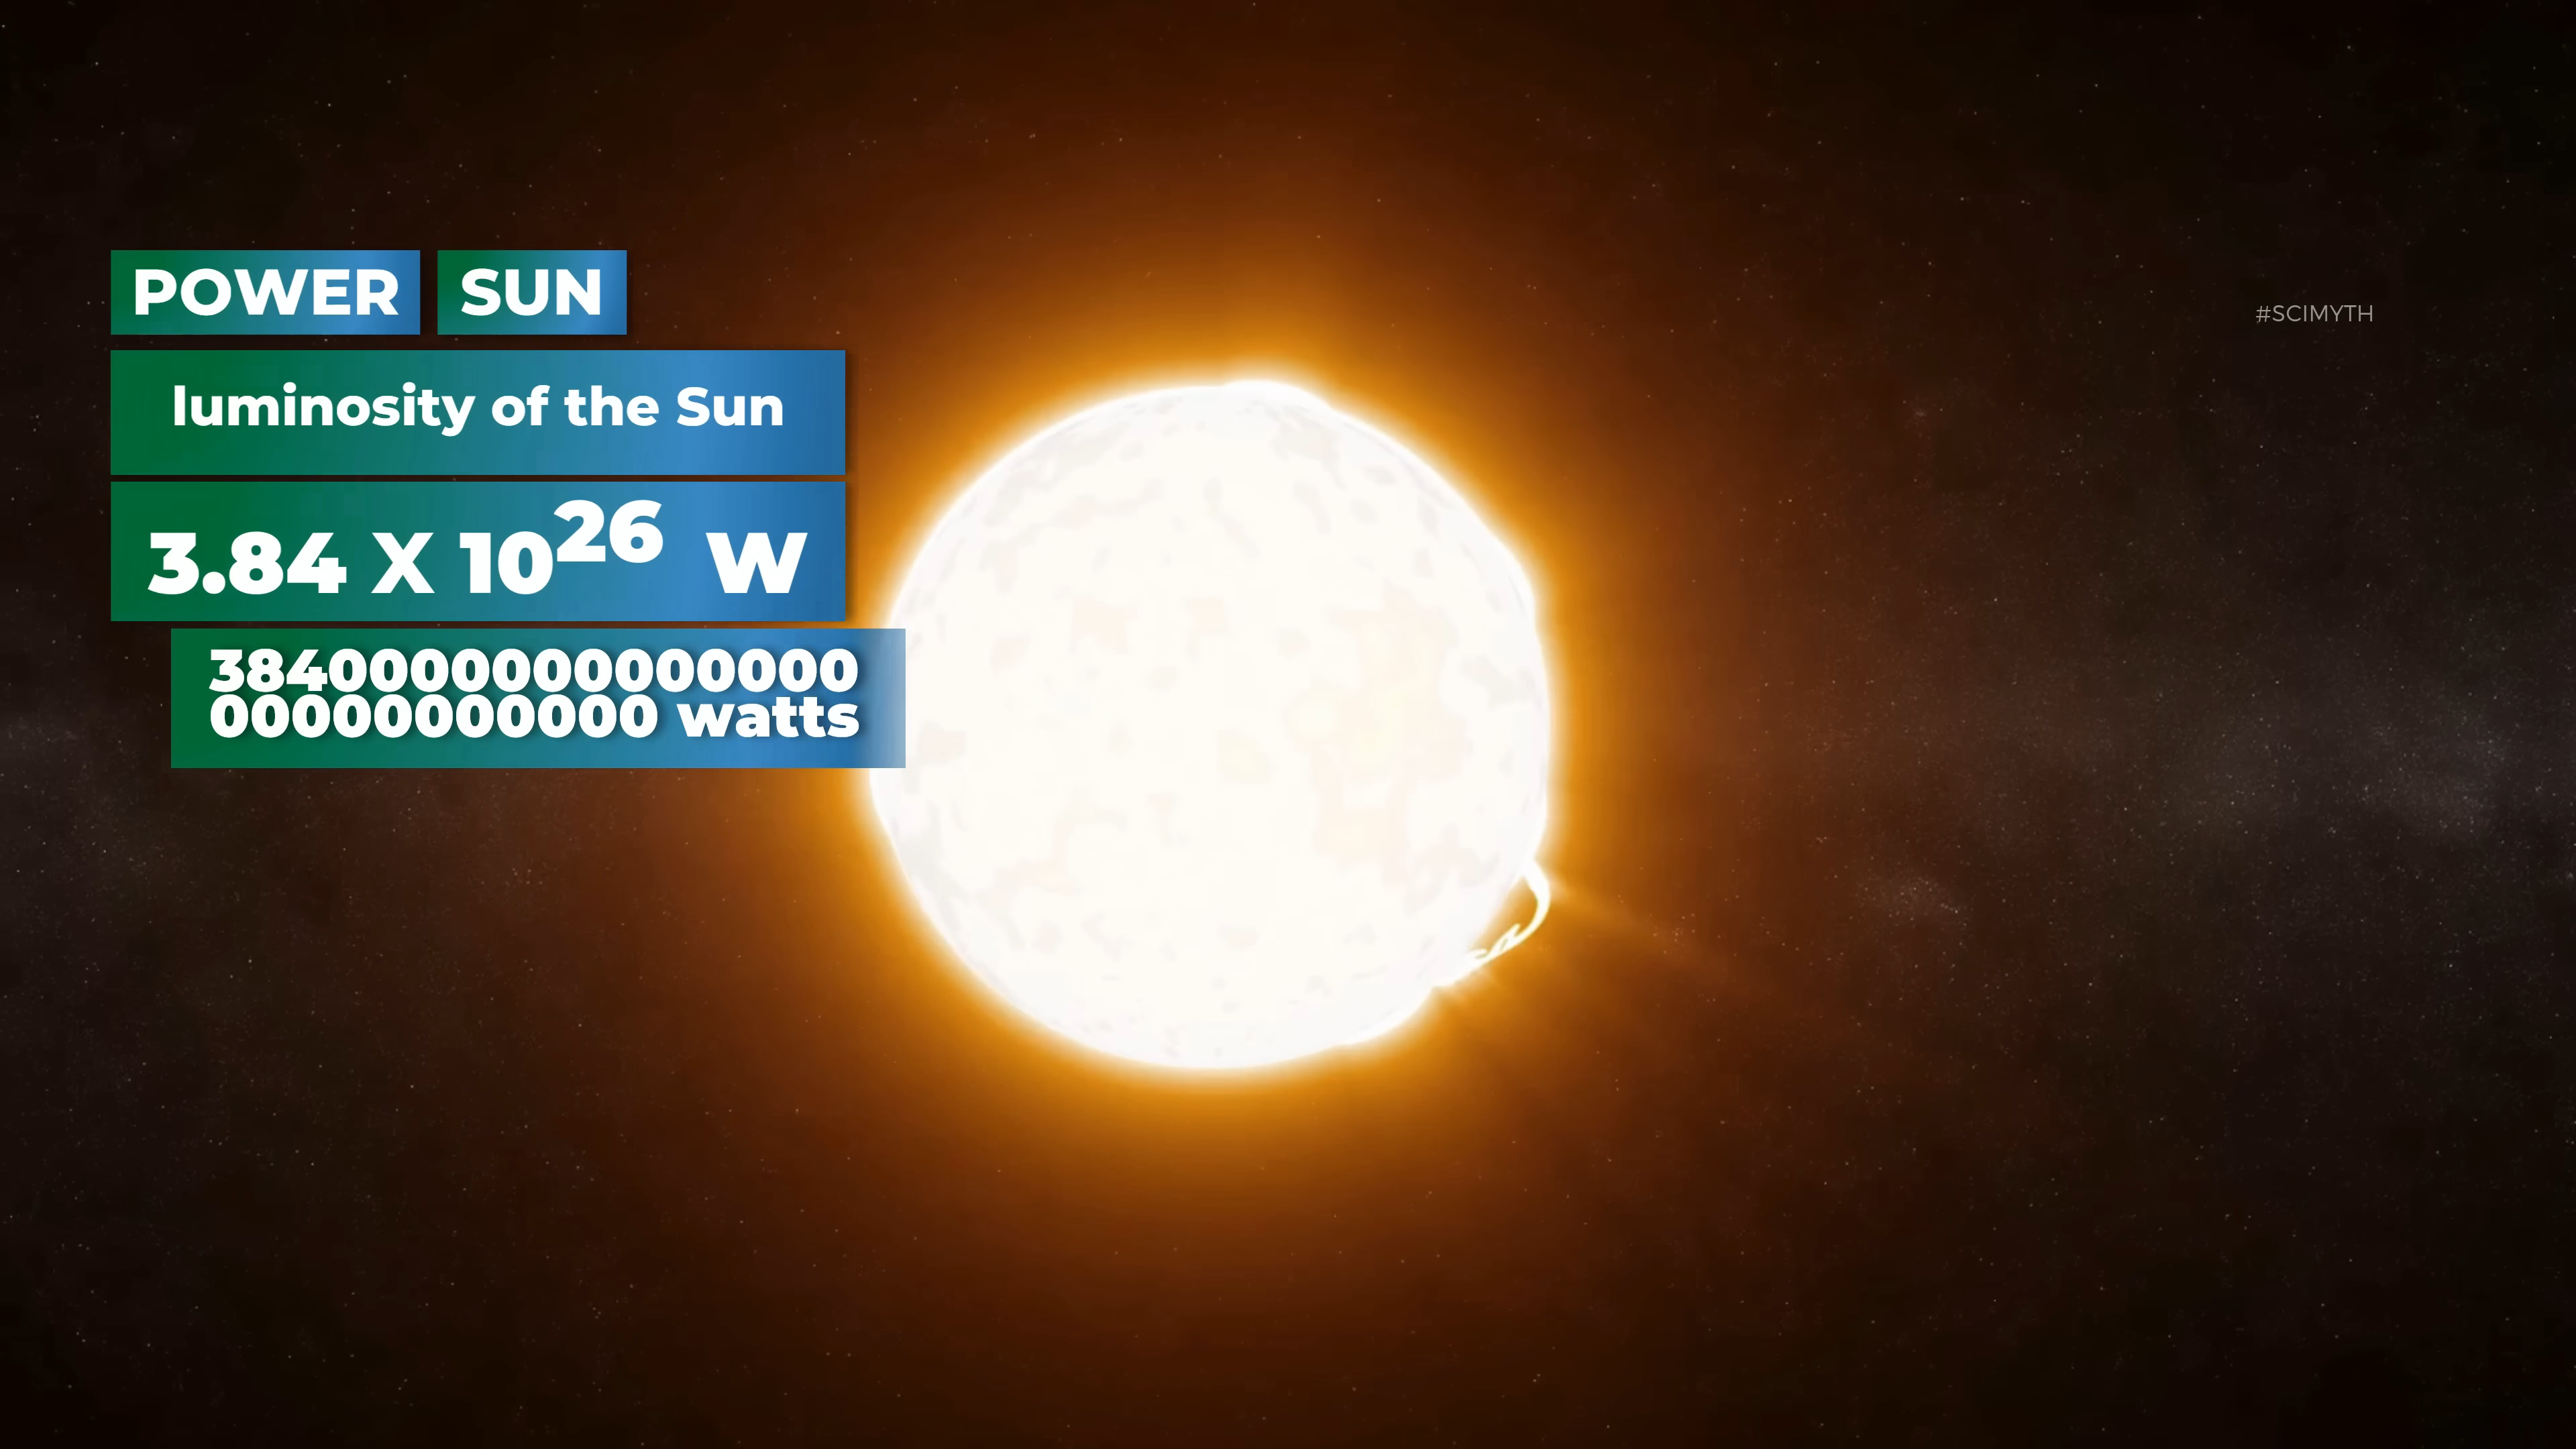 POWER SUN
#SCIMYTH
luminosity of the Sun
3.84 X 10²⁶ W
3840000000000000
00000000000 watts